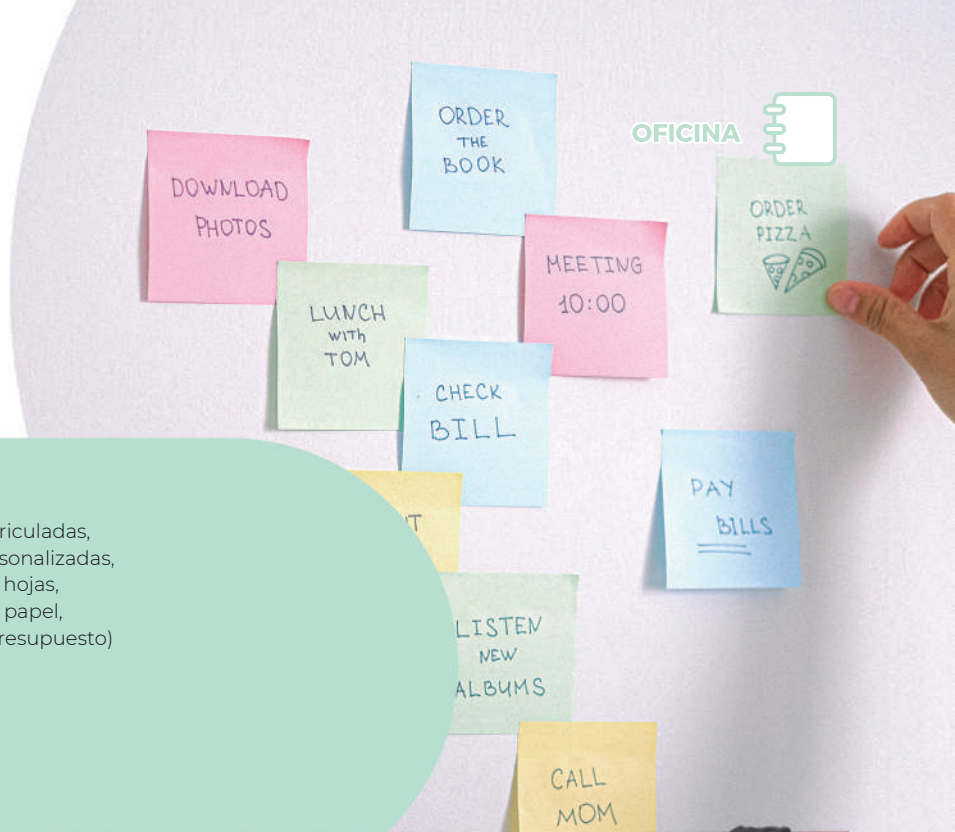 ORDER
THE
BOOK
OFICINA
DOWNLOAD
PHOTOS
ORDER
PIZZA
MEETING
10:00
LUNCH
WITH
TOM
CHECK
BILL
PAY
BILLS
riculadas,
sonalizadas,
hojas,
papel,
resupuesto)
LISTEN
NEW
ALBUMS
CALL
MOM